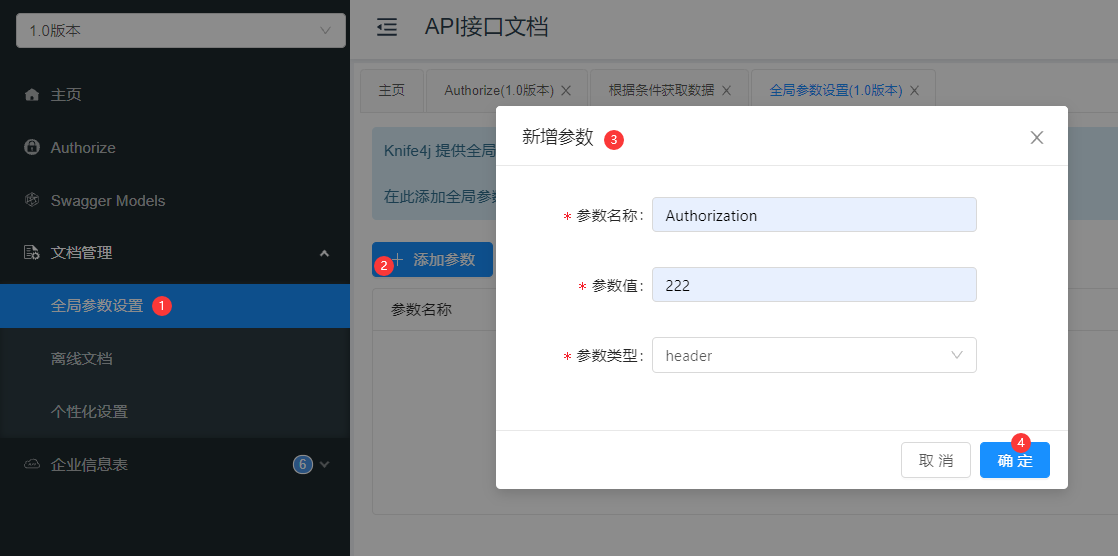 1.0版本
主页
Authorize
Swagger Models
文档管理
全局参数设置 1
离线文档
个性化设置
企业信息表 6
API接口文档
主页 Authorize(1.0版本) 根据条件获取数据 全局参数设置(1.0版本)
Knife4j 提供全局
在此添加全局参数
2 添加参数
参数名称
新增参数 3
* 参数名称: Authorization
* 参数值: 222
* 参数类型: header
取 消 确 定 4